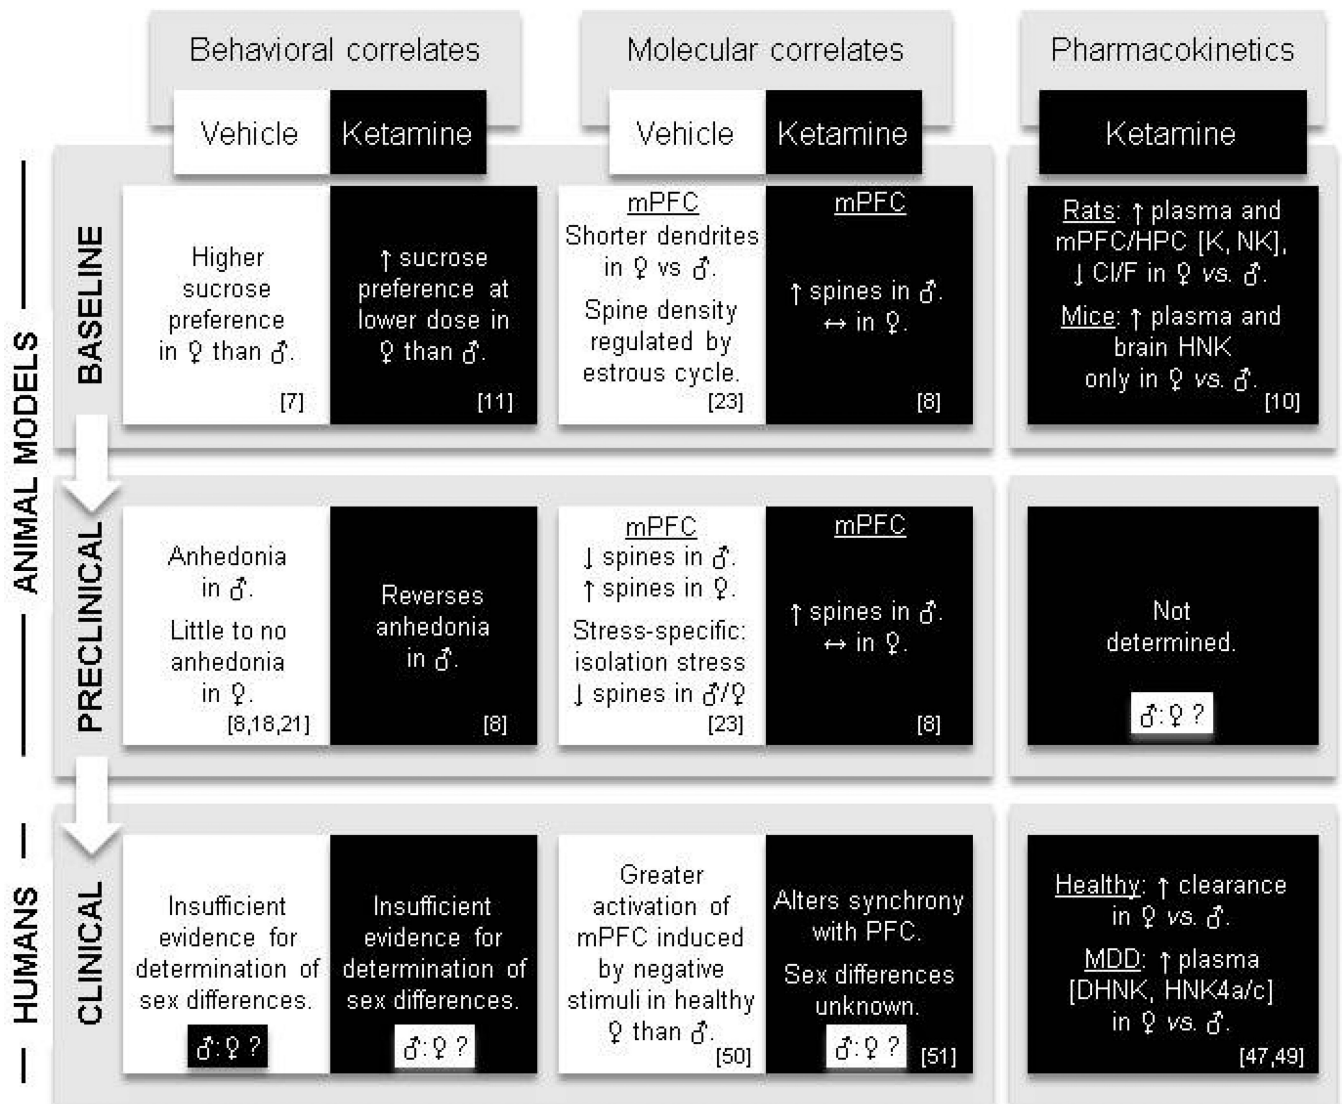 Behavioral correlates
Molecular correlates
Pharmacokinetics
Vehicle
Ketamine
Vehicle
Ketamine
Ketamine
ANIMAL MODELS
BASELINE
Higher
sucrose
preference
in ♀ than ♂.
[7]
↑ sucrose
preference at
lower dose in
♀ than ♂.
[11]
mPFC
Shorter dendrites
in ♀ vs ♂.
Spine density
regulated by
estrous cycle.
[23]
mPFC
↑ spines in ♂.
↔ in ♀.
[8]
Rats: ↑ plasma and
mPFC/HPC [K, NK],
↓ Cl/F in ♀ vs. ♂.
Mice: ↑ plasma and
brain HNK
only in ♀ vs. ♂.
[10]
PRECLINICAL
Anhedonia
in ♂.
Little to no
anhedonia
in ♀.
[8,18,21]
Reverses
anhedonia
in ♂.
[8]
mPFC
↓ spines in ♂.
↑ spines in ♀.
Stress-specific:
isolation stress
↓ spines in ♂/♀
[23]
mPFC
↑ spines in ♂.
↔ in ♀.
[8]
Not
determined.
♂:♀ ?
HUMANS
CLINICAL
Insufficient
evidence for
determination of
sex differences.
♂:♀ ?
Insufficient
evidence for
determination of
sex differences.
♂:♀ ?
Greater
activation of
mPFC induced
by negative
stimuli in healthy
♀ than ♂.
[50]
Alters synchrony
with PFC.
Sex differences
unknown.
♂:♀ ?
[51]
Healthy: ↑ clearance
in ♀ vs. ♂.
MDD: ↑ plasma
[DHNK, HNK4a/c]
in ♀ vs. ♂.
[47,49]